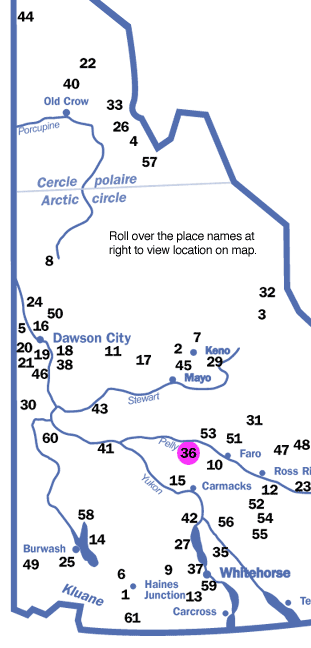 44
22
40
Old Crow
33
Porcupine
26
4
57
Cercle polaire
Arctic circle
Roll over the place names at
right to view location on map.
8
32
24
3
50
5 16
Dawson City
7
20 19 18 11 2 Keno
21 38 17 45 29
46 Mayo
30 43 Stewart
31
60 53 51 48
41 Pelly 36 Faro 47
10
15 Yukon Carmacks 12 Ross Ri
23
52
58 42 56 54
14 27 55
Burwash 35
49 25 9 37 Whitehorse
6 59
Kluane 1 Haines
Junction 13
Te
61 Carcross